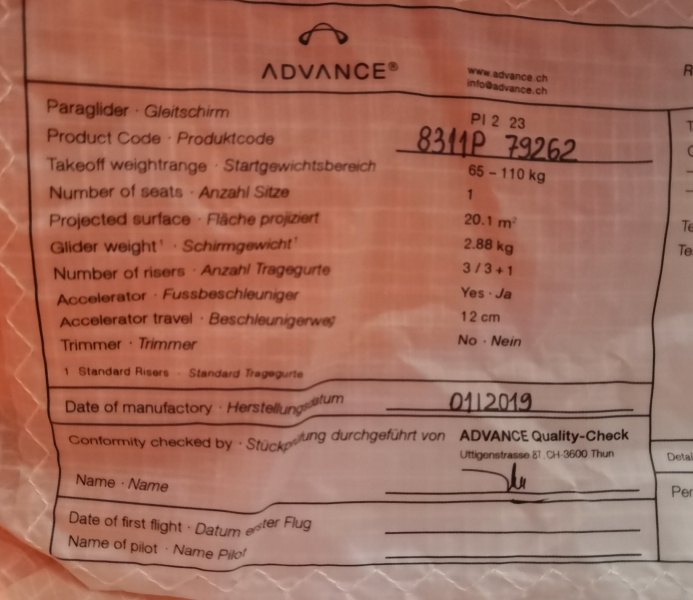 ADVANCE®
www.advance.ch
info@advance.ch
Paraglider · Gleitschirm PI 2 23
Product Code · Produktcode 8311P 79262
Takeoff weightrange · Startgewichtsbereich 65 – 110 kg
Number of seats · Anzahl Sitze 1
Projected surface · Fläche projiziert 20.1 m²
Glider weight¹ · Schirmgewicht¹ 2.88 kg
Number of risers · Anzahl Tragegurte 3 / 3 + 1
Accelerator · Fussbeschleuniger Yes · Ja
Accelerator travel · Beschleunigerweg 12 cm
Trimmer · Trimmer No · Nein
1 Standard Risers · Standard Tragegurte
Date of manufactory · Herstellungsdatum 01|2019
Conformity checked by · Stückprüfung durchgeführt von ADVANCE Quality-Check
Uttigenstrasse 87, CH-3600 Thun
Name · Name
Date of first flight · Datum erster Flug
Name of pilot · Name Pilot